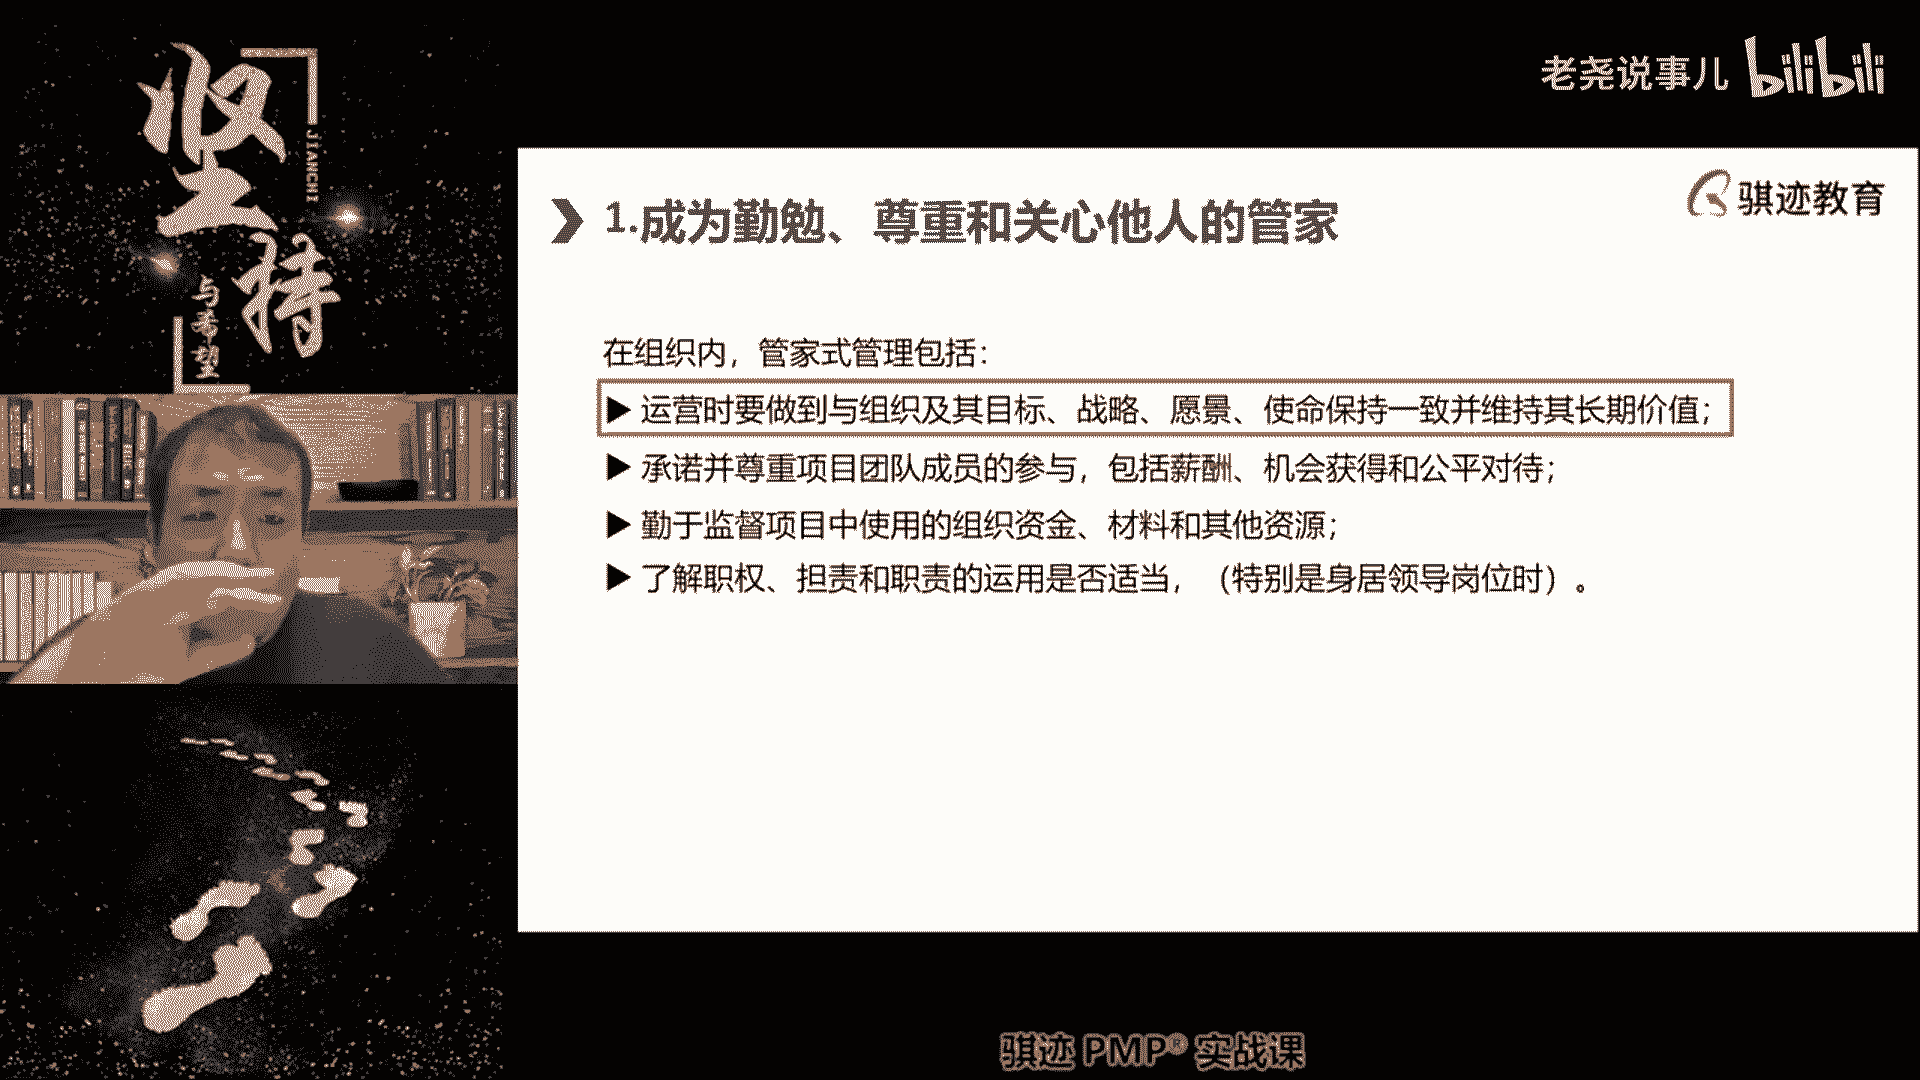 坚持
JIANCHI
与希望
老尧说事儿 bilibili
骐迹教育
1.成为勤勉、尊重和关心他人的管家
在组织内，管家式管理包括：
▶ 运营时要做到与组织及其目标、战略、愿景、使命保持一致并维持其长期价值；
▶ 承诺并尊重项目团队成员的参与，包括薪酬、机会获得和公平对待；
▶ 勤于监督项目中使用的组织资金、材料和其他资源；
▶ 了解职权、担责和职责的运用是否适当，（特别是身居领导岗位时）。
骐迹 PMP® 实战课